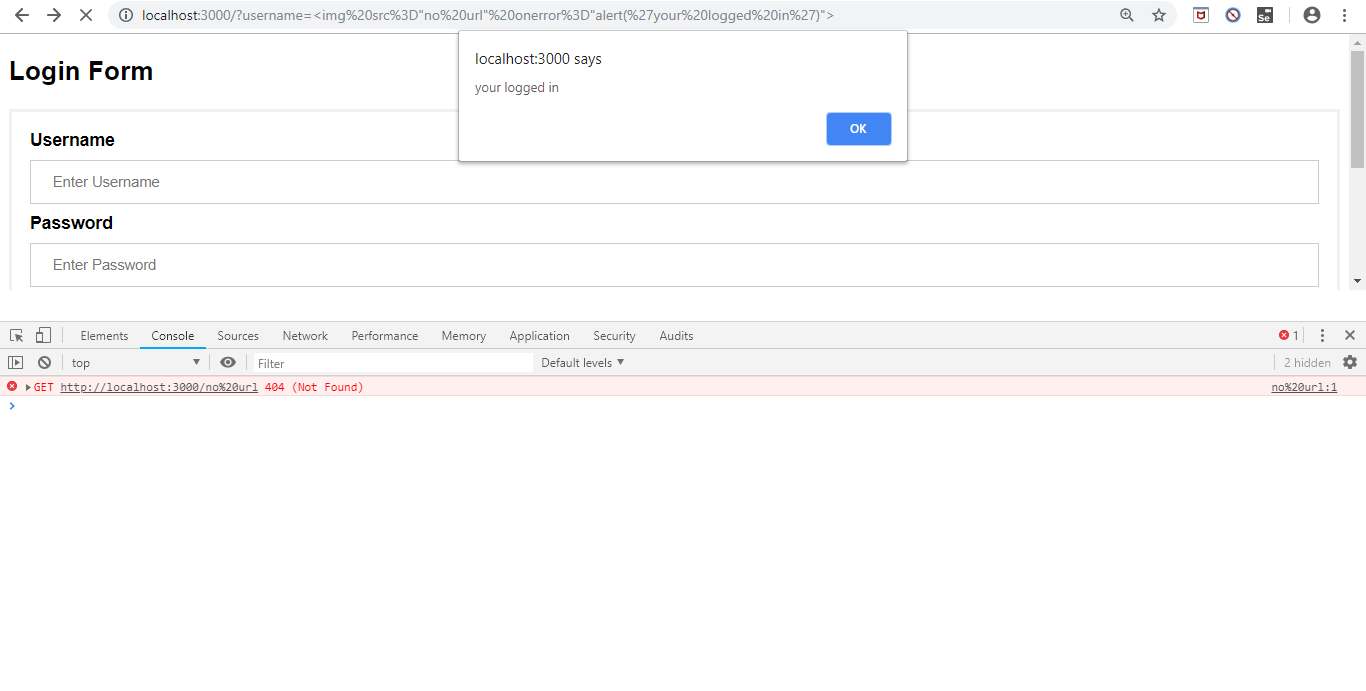 localhost:3000/?username=<img%20src%3D"no%20url"%20onerror%3D"alert(%27your%20logged%20in%27)">
Se
localhost:3000 says
your logged in
OK
Login Form
Username
Enter Username
Password
Enter Password
Elements Console Sources Network Performance Memory Application Security Audits 1
top Filter Default levels 2 hidden
GET http://localhost:3000/no%20url 404 (Not Found) no%20url:1